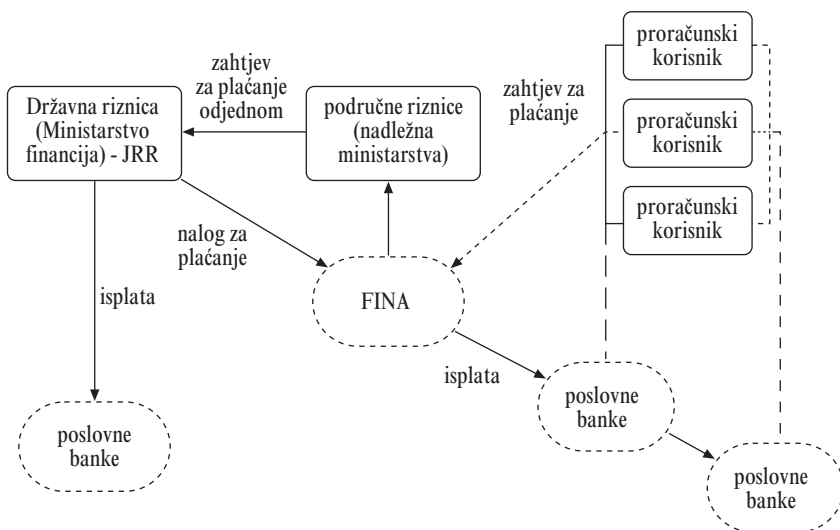 proračunski
korisnik
zahtjev
za plaćanje
odjednom
zahtjev za
plaćanje
Državna riznica
(Ministarstvo
financija) - JRR
područne riznice
(nadležna
ministarstva)
proračunski
korisnik
proračunski
korisnik
nalog za
plaćanje
isplata
FINA
isplata
poslovne
banke
poslovne
banke
poslovne
banke